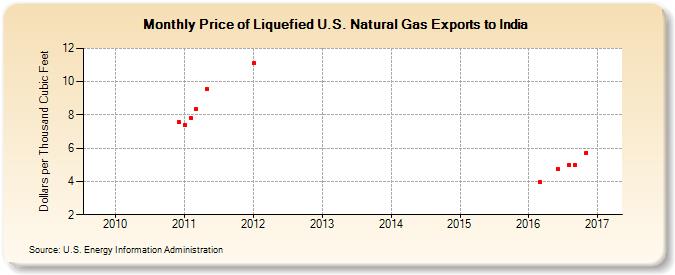 Monthly Price of Liquefied U.S. Natural Gas Exports to India
Dollars per Thousand Cubic Feet
12
10
8
6
4
2
2010 2011 2012 2013 2014 2015 2016 2017
Source: U.S. Energy Information Administration